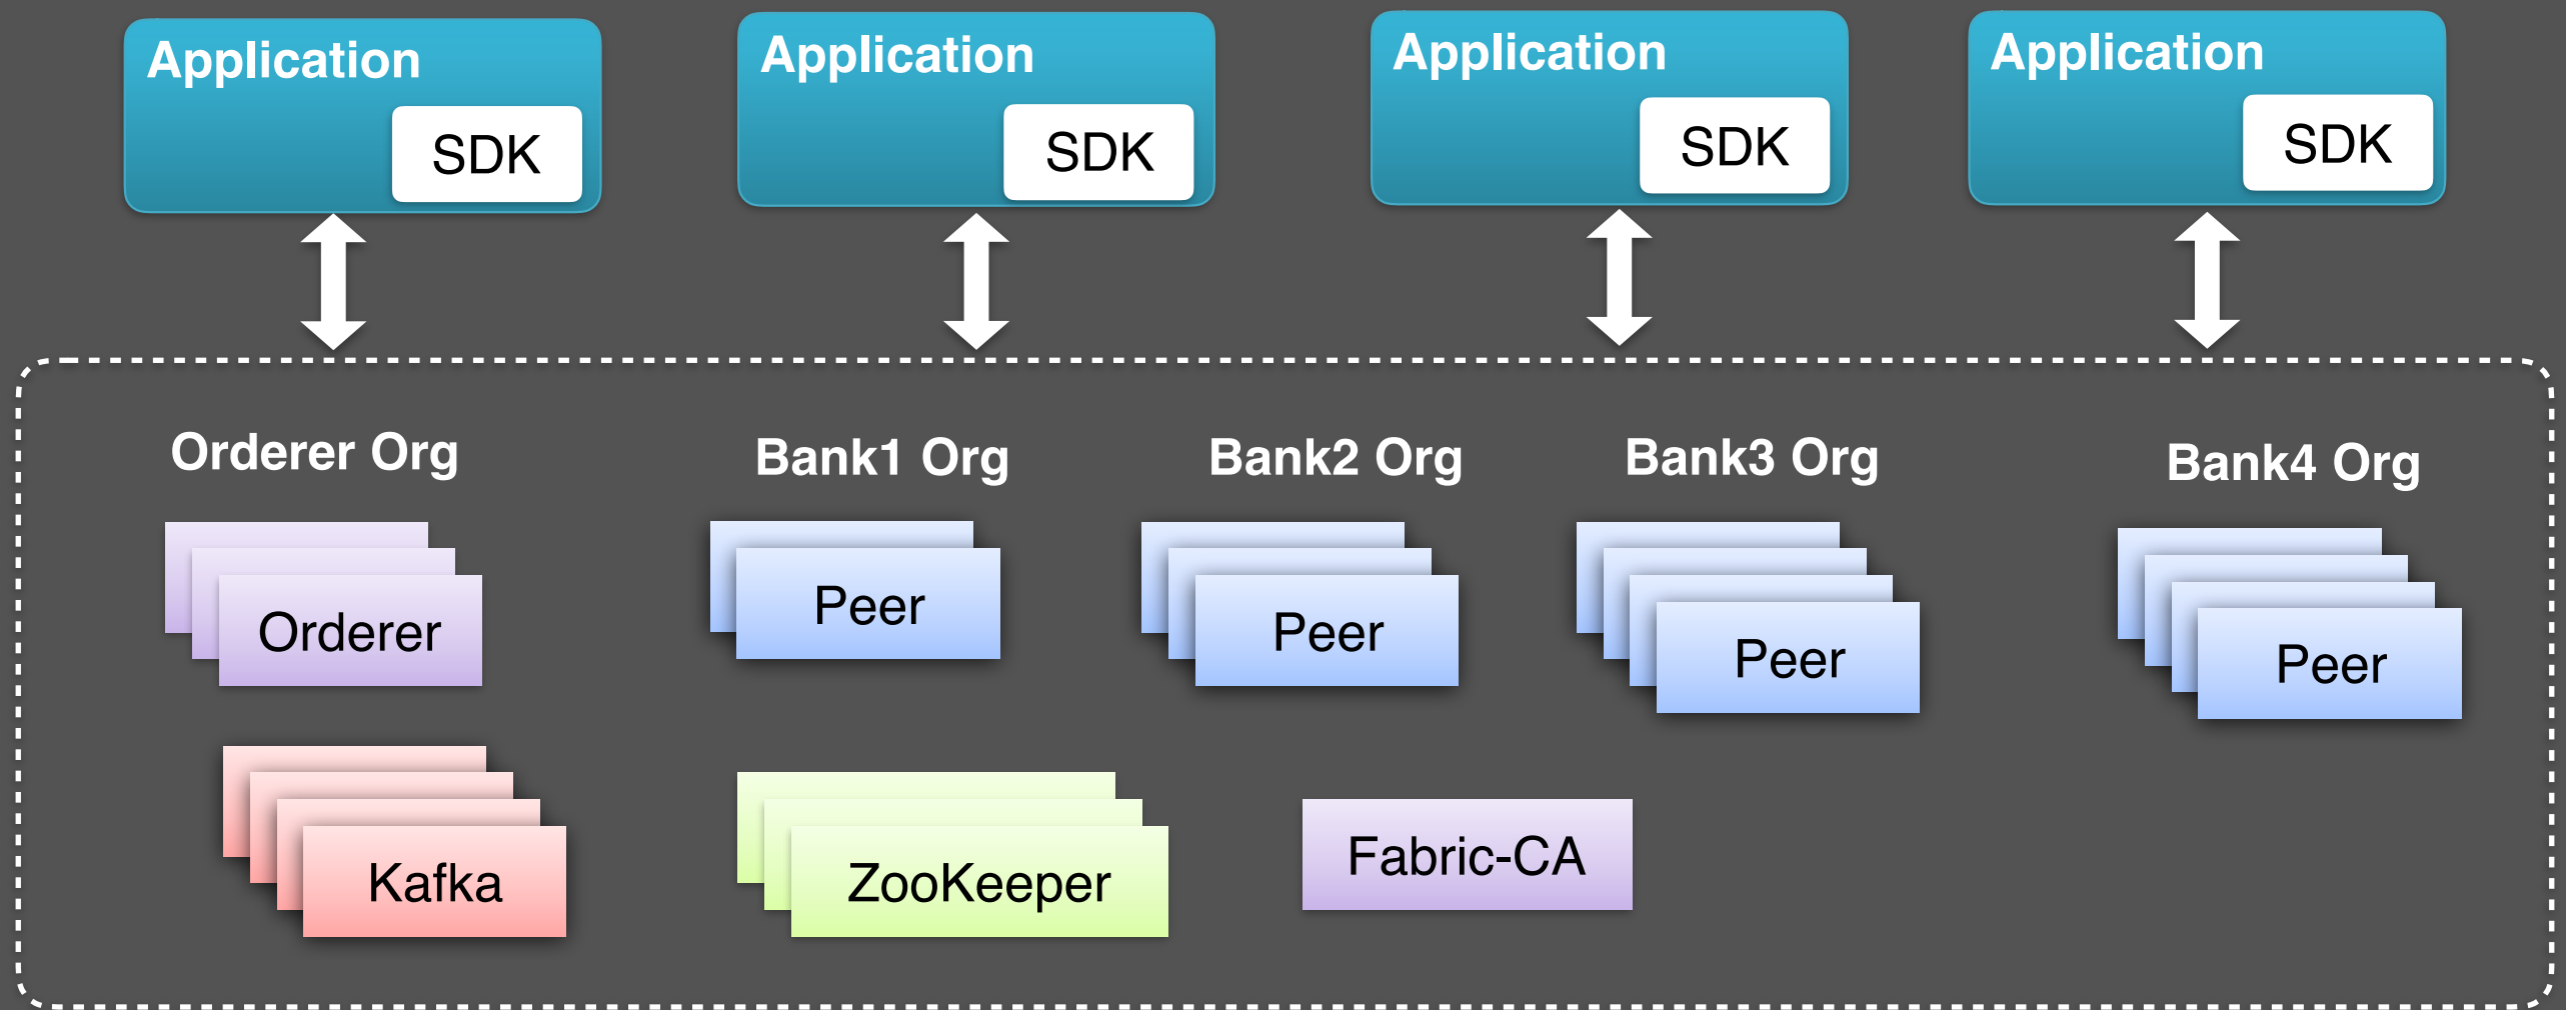 Application
SDK
Application
SDK
Application
SDK
Application
SDK
Orderer Org
Bank1 Org
Bank2 Org
Bank3 Org
Bank4 Org
Orderer
Peer
Peer
Peer
Peer
Kafka
ZooKeeper
Fabric-CA